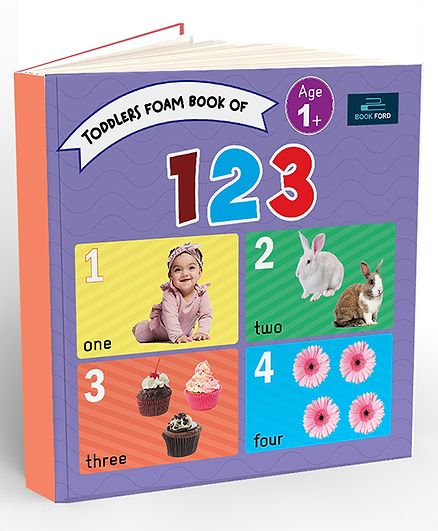 TODDLERS FOAM BOOK OF
Age
1+
BOOK FORD
123
1
one
2
two
3
three
4
four